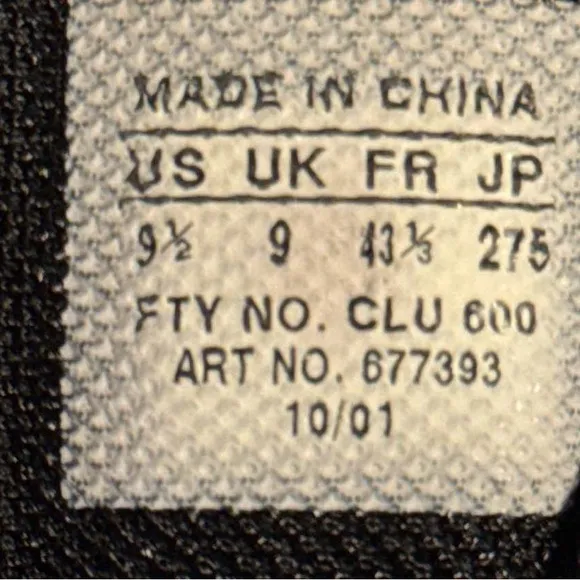 MADE IN CHINA
US UK FR JP
9½ 9 43⅓ 275
FTY NO. CLU 600
ART NO. 677393
10/01